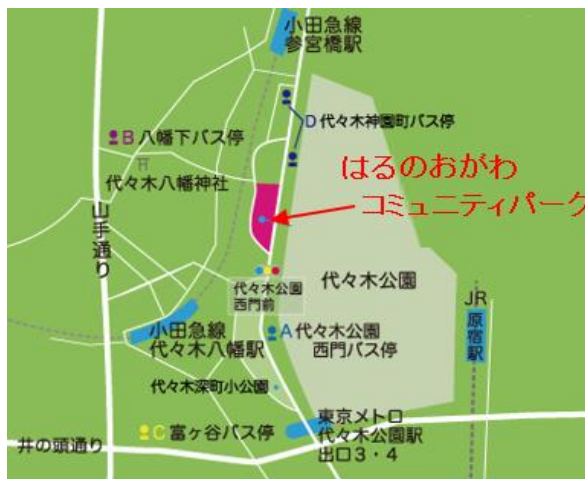 小田急線
参宮橋駅
D 代々木神園町バス停
B 八幡下バス停
代々木八幡神社
はるのおがわ
コミュニティパーク
山手通り
代々木公園
西門前
代々木公園
JR
原宿駅
小田急線
代々木八幡駅
A 代々木公園
西門バス停
代々木深町小公園
C 富ヶ谷バス停
東京メトロ
代々木公園駅
出口3・4
井の頭通り